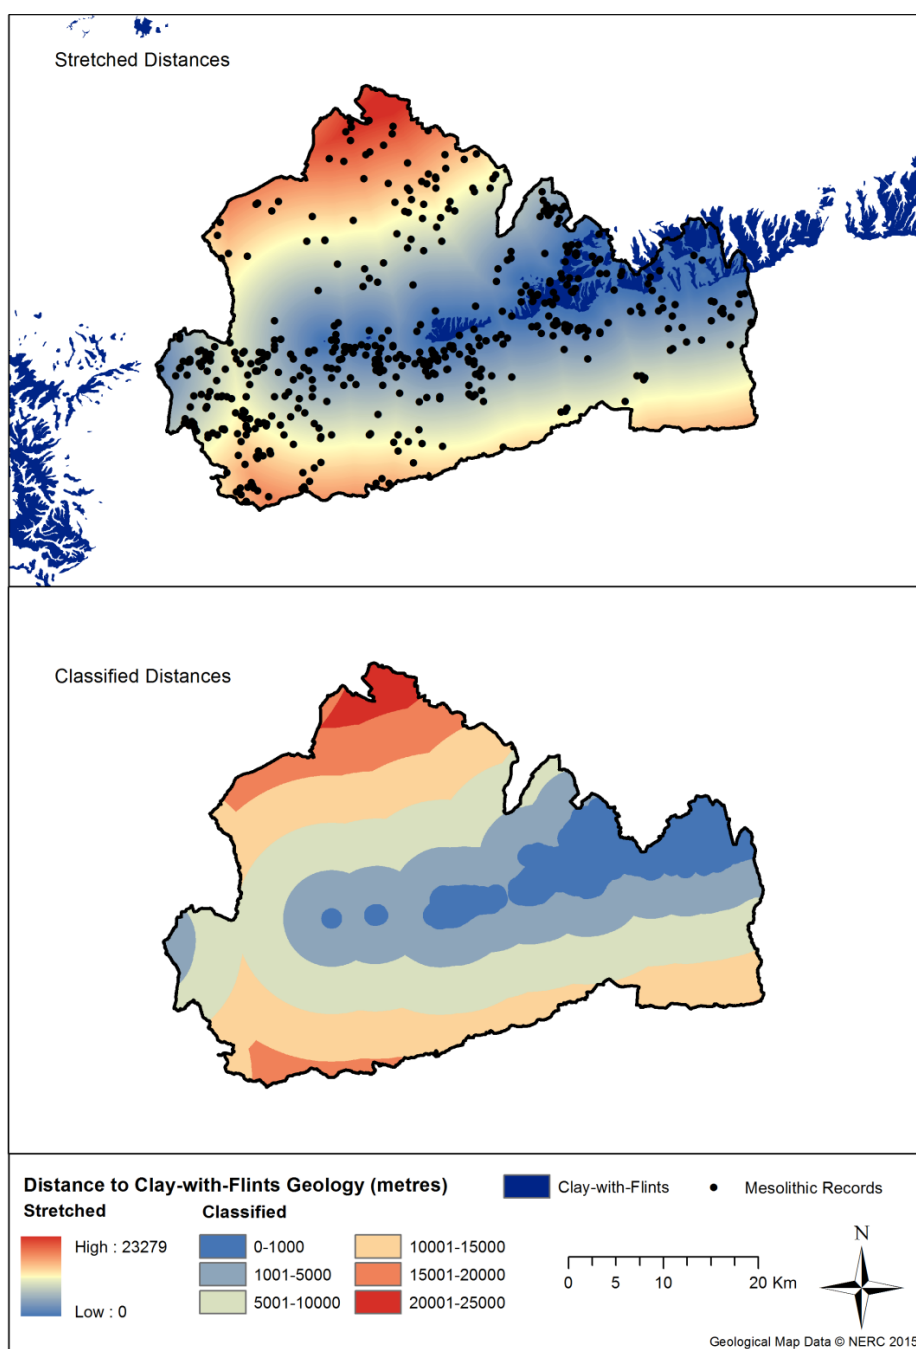 Stretched Distances
Classified Distances
Distance to Clay-with-Flints Geology (metres)
Stretched
High : 23279
Low : 0
Classified
0-1000
1001-5000
5001-10000
10001-15000
15001-20000
20001-25000
Clay-with-Flints
Mesolithic Records
0 5 10 20 Km
N
Geological Map Data © NERC 2015